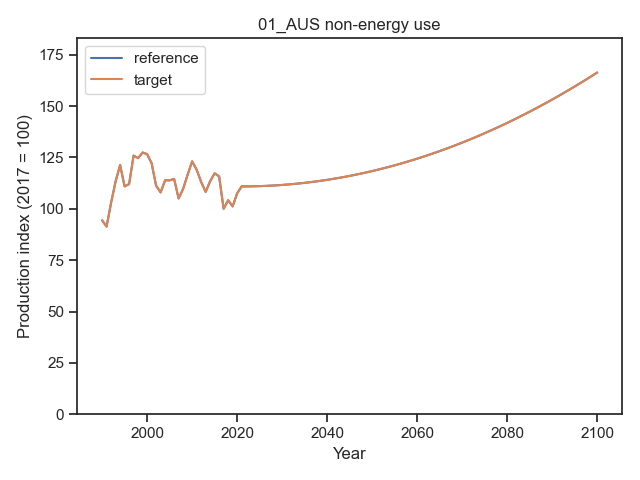 01_AUS non-energy use
reference
target
Production index (2017 = 100)
175
150
125
100
75
50
25
0
2000 2020 2040 2060 2080 2100
Year